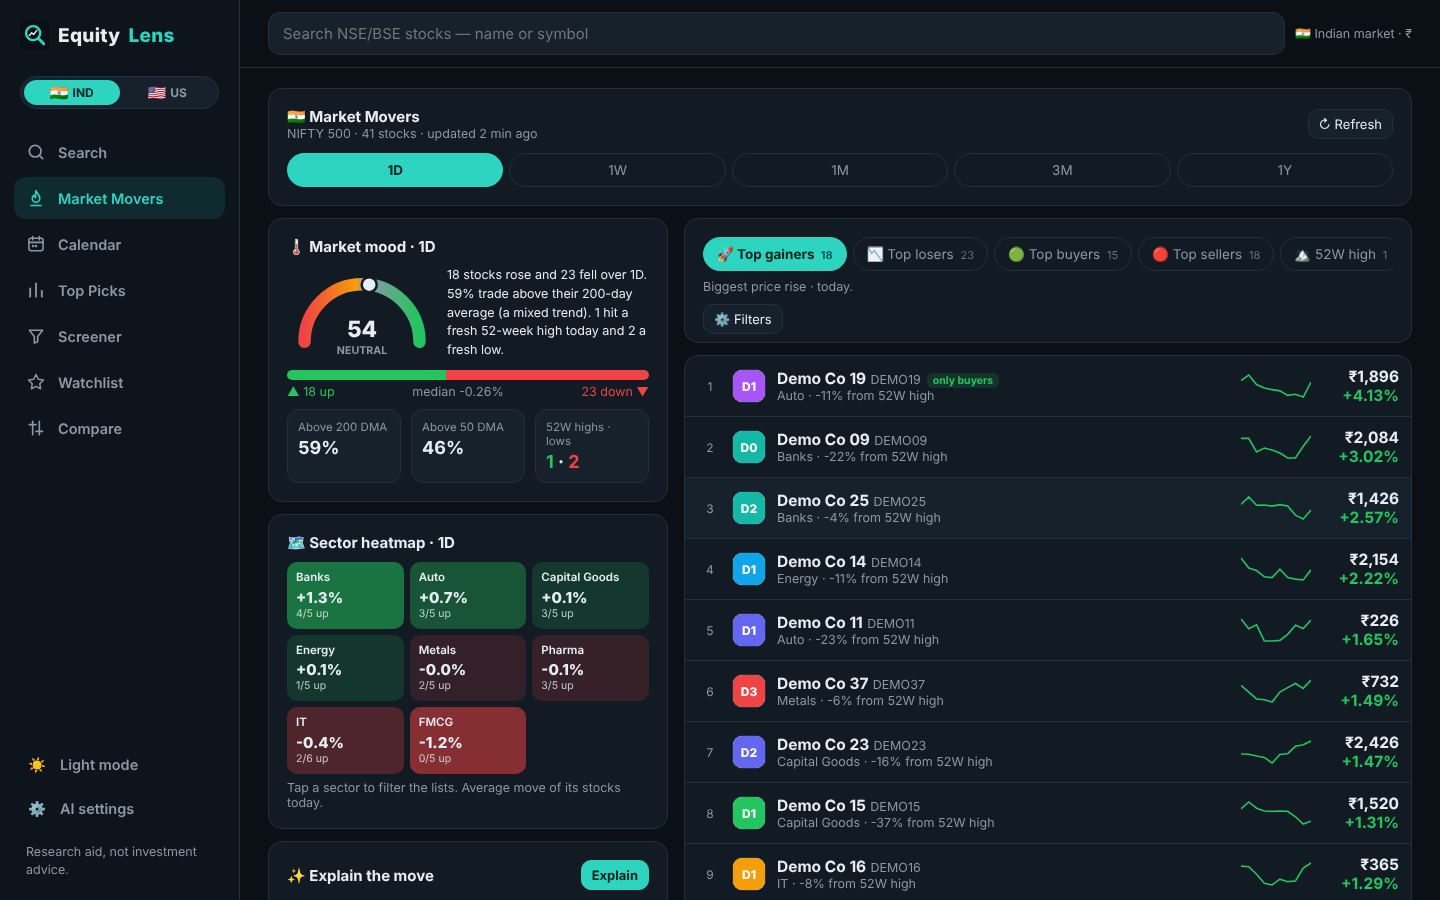 Equity Lens
🇮🇳 IND
🇺🇸 US
Search
Market Movers
Calendar
Top Picks
Screener
Watchlist
Compare
Light mode
AI settings
Research aid, not investment
advice.
Search NSE/BSE stocks — name or symbol
🇮🇳 Indian market · ₹
🇮🇳 Market Movers
NIFTY 500 · 41 stocks · updated 2 min ago
↻ Refresh
1D
1W
1M
3M
1Y
🌡️ Market mood · 1D
54
NEUTRAL
18 stocks rose and 23 fell over 1D.
59% trade above their 200-day
average (a mixed trend). 1 hit a
fresh 52-week high today and 2 a
fresh low.
▲ 18 up
median -0.26%
23 down ▼
Above 200 DMA
59%
Above 50 DMA
46%
52W highs ·
lows
1 · 2
🗺️ Sector heatmap · 1D
Banks
+1.3%
4/5 up
Auto
+0.7%
3/5 up
Capital Goods
+0.1%
3/5 up
Energy
+0.1%
1/5 up
Metals
-0.0%
2/5 up
Pharma
-0.1%
3/5 up
IT
-0.4%
2/6 up
FMCG
-1.2%
0/5 up
Tap a sector to filter the lists. Average move of its stocks
today.
✨ Explain the move
Explain
🚀 Top gainers 18
📉 Top losers 23
🟢 Top buyers 15
🔴 Top sellers 18
🏔️ 52W high 1
Biggest price rise · today.
⚙️ Filters
1
D1
Demo Co 19 DEMO19 only buyers
Auto · -11% from 52W high
₹1,896
+4.13%
2
D0
Demo Co 09 DEMO09
Banks · -22% from 52W high
₹2,084
+3.02%
3
D2
Demo Co 25 DEMO25
Banks · -4% from 52W high
₹1,426
+2.57%
4
D1
Demo Co 14 DEMO14
Energy · -11% from 52W high
₹2,154
+2.22%
5
D1
Demo Co 11 DEMO11
Auto · -23% from 52W high
₹226
+1.65%
6
D3
Demo Co 37 DEMO37
Metals · -6% from 52W high
₹732
+1.49%
7
D2
Demo Co 23 DEMO23
Capital Goods · -16% from 52W high
₹2,426
+1.47%
8
D1
Demo Co 15 DEMO15
Capital Goods · -37% from 52W high
₹1,520
+1.31%
9
D1
Demo Co 16 DEMO16
IT · -8% from 52W high
₹365
+1.29%